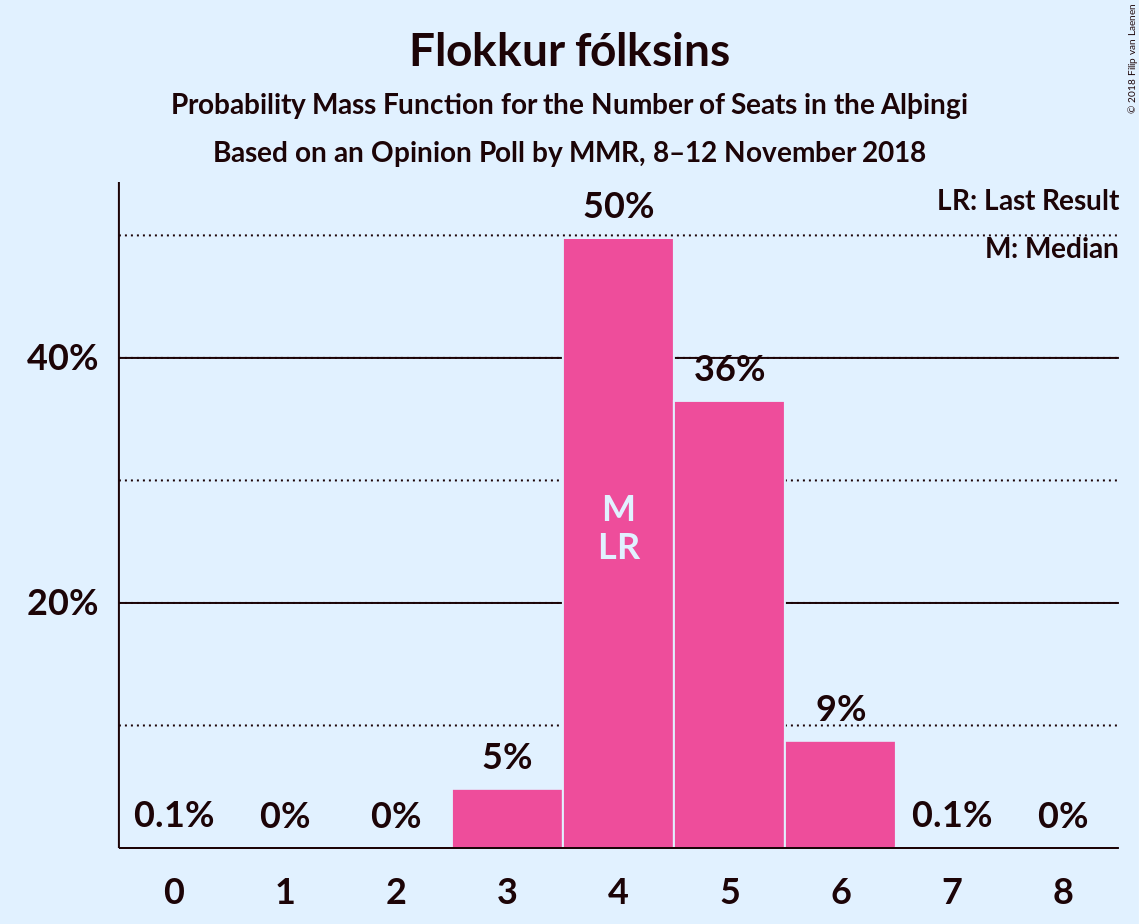 Flokkur fólksins
Probability Mass Function for the Number of Seats in the Alþingi
Based on an Opinion Poll by MMR, 8–12 November 2018
© 2018 Filip van Laenen
LR: Last Result
M: Median
50%
40%
36%
M
LR
20%
9%
5%
0.1% 0% 0% 0.1% 0%
0 1 2 3 4 5 6 7 8